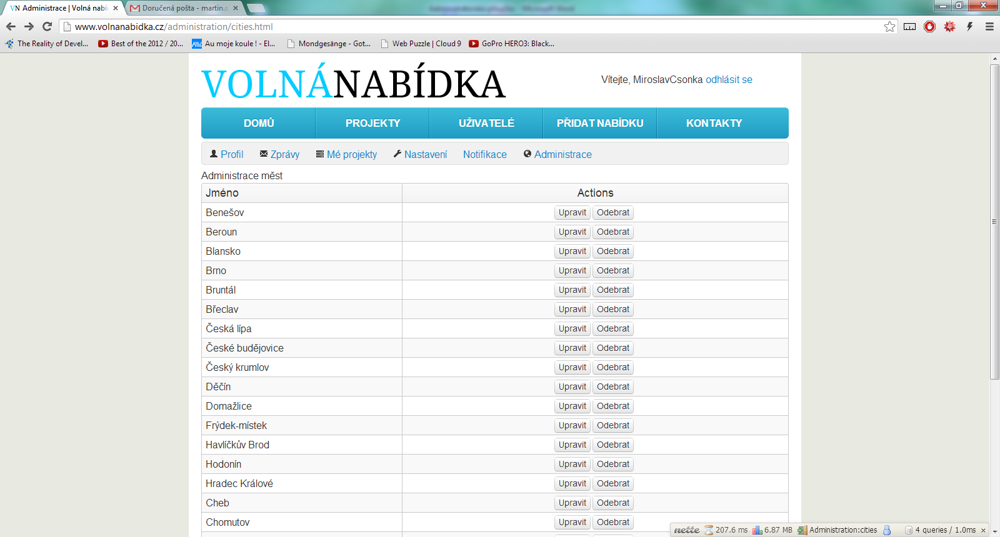 VN Administrace | Volná nabí
Doručená pošta - martin.s
www.volnanabidka.cz/administration/cities.html
The Reality of Devel...
Best of the 2012 / 20...
Au moje koule ! - El...
Mondgesänge - Got...
Web Puzzle | Cloud 9
GoPro HERO3: Black...
VOLNÁNABÍDKA
Vítejte, MiroslavCsonka odhlásit se
DOMŮ PROJEKTY UŽIVATELÉ PŘIDAT NABÍDKU KONTAKTY
Profil Zprávy Mé projekty Nastavení Notifikace Administrace
Administrace měst
Jméno Actions
Benešov Upravit Odebrat
Beroun Upravit Odebrat
Blansko Upravit Odebrat
Brno Upravit Odebrat
Bruntál Upravit Odebrat
Břeclav Upravit Odebrat
Česká lípa Upravit Odebrat
České budějovice Upravit Odebrat
Český krumlov Upravit Odebrat
Děčín Upravit Odebrat
Domažlice Upravit Odebrat
Frýdek-místek Upravit Odebrat
Havlíčkův Brod Upravit Odebrat
Hodonín Upravit Odebrat
Hradec Králové Upravit Odebrat
Cheb Upravit Odebrat
Chomutov Upravit Odebrat
nette 207.6 ms 6.87 MB Administration:cities 4 queries / 1.0ms ×